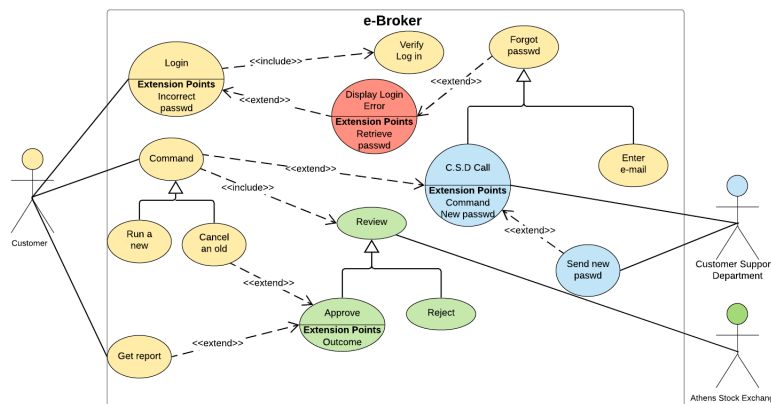 e-Broker
Login
Extension Points
Incorrect
passwd
<<include>>
Verify
Log in
Forgot
passwd
<<extend>>
<<extend>>
Display Login
Error
Extension Points
Retrieve
passwd
Command
<<extend>>
<<include>>
C.S.D Call
Extension Points
Command
New passwd
Enter
e-mail
Customer
Run a
new
Cancel
an old
Review
<<extend>>
Send new
paswd
Customer Suppor
Department
<<extend>>
Approve
Extension Points
Outcome
Reject
Get report
<<extend>>
Athens Stock Exchang